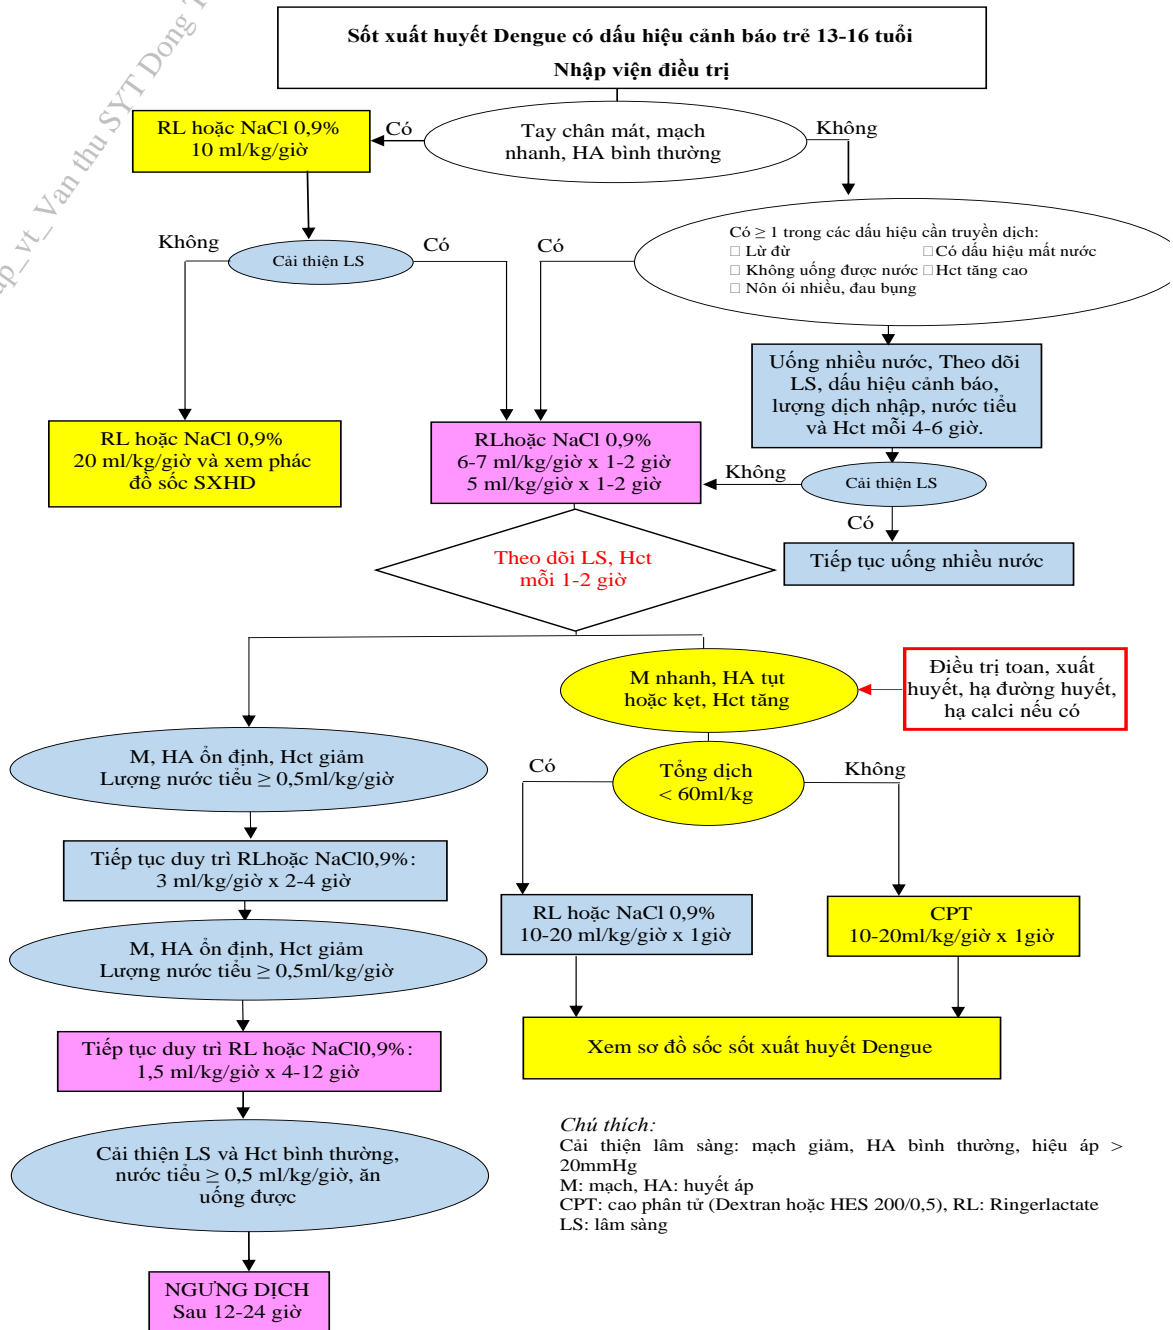 ap_vt_Van thu SYT Dong T
Sốt xuất huyết Dengue có dấu hiệu cảnh báo trẻ 13-16 tuổi
Nhập viện điều trị
RL hoặc NaCl 0,9%
10 ml/kg/giờ
Có
Tay chân mát, mạch
nhanh, HA bình thường
Không
Không
Cải thiện LS
Có
Có
Có ≥ 1 trong các dấu hiệu cần truyền dịch:
□ Lừ đừ □ Có dấu hiệu mất nước
□ Không uống được nước □ Hct tăng cao
□ Nôn ói nhiều, đau bụng
Uống nhiều nước, Theo dõi
LS, dấu hiệu cảnh báo,
lượng dịch nhập, nước tiểu
và Hct mỗi 4-6 giờ.
RL hoặc NaCl 0,9%
20 ml/kg/giờ và xem phác
đồ sốc SXHD
RLhoặc NaCl 0,9%
6-7 ml/kg/giờ x 1-2 giờ
5 ml/kg/giờ x 1-2 giờ
Không
Cải thiện LS
Có
Tiếp tục uống nhiều nước
Theo dõi LS, Hct
mỗi 1-2 giờ
M nhanh, HA tụt
hoặc kẹt, Hct tăng
Điều trị toan, xuất
huyết, hạ đường huyết,
hạ calci nếu có
M, HA ổn định, Hct giảm
Lượng nước tiểu ≥ 0,5ml/kg/giờ
Có
Tổng dịch
< 60ml/kg
Không
Tiếp tục duy trì RLhoặc NaCl0,9%:
3 ml/kg/giờ x 2-4 giờ
RL hoặc NaCl 0,9%
10-20 ml/kg/giờ x 1giờ
CPT
10-20ml/kg/giờ x 1giờ
M, HA ổn định, Hct giảm
Lượng nước tiểu ≥ 0,5ml/kg/giờ
Tiếp tục duy trì RL hoặc NaCl0,9%:
1,5 ml/kg/giờ x 4-12 giờ
Xem sơ đồ sốc sốt xuất huyết Dengue
Cải thiện LS và Hct bình thường,
nước tiểu ≥ 0,5 ml/kg/giờ, ăn
uống được
NGƯNG DỊCH
Sau 12-24 giờ
Chú thích:
Cải thiện lâm sàng: mạch giảm, HA bình thường, hiệu áp >
20mmHg
M: mạch, HA: huyết áp
CPT: cao phân tử (Dextran hoặc HES 200/0,5), RL: Ringerlactate
LS: lâm sàng